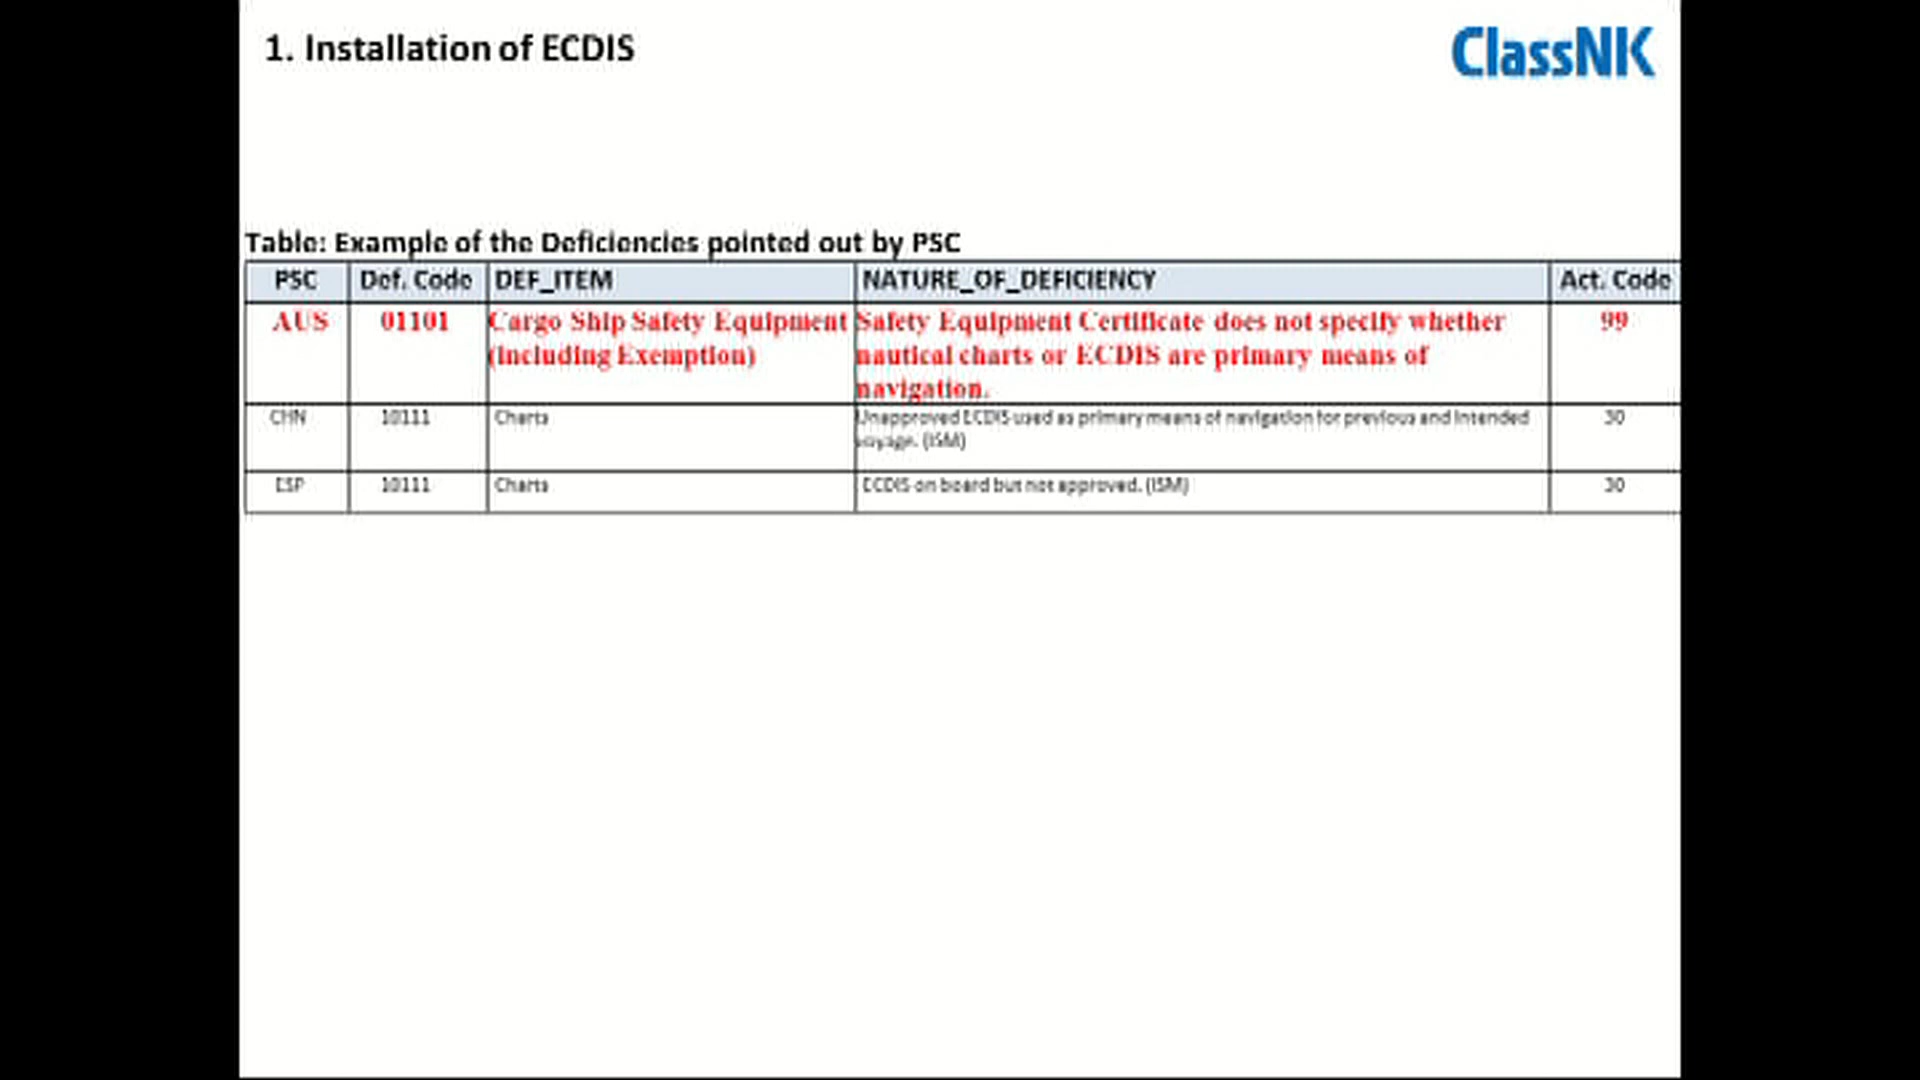 1. Installation of ECDIS
ClassNK
Table: Example of the Deficiencies pointed out by PSC
PSC Def. Code DEF_ITEM NATURE_OF_DEFICIENCY Act. Code
AUS 01101 Cargo Ship Safety Equipment Safety Equipment Certificate does not specify whether 99
(including Exemption) nautical charts or ECDIS are primary means of
navigation.
CHN 10111 Charts Unapproved ECDIS used as primary means of navigation for previous and intended 30
voyage. (ISM)
ESP 10111 Charts ECDIS on board but not approved. (ISM) 30